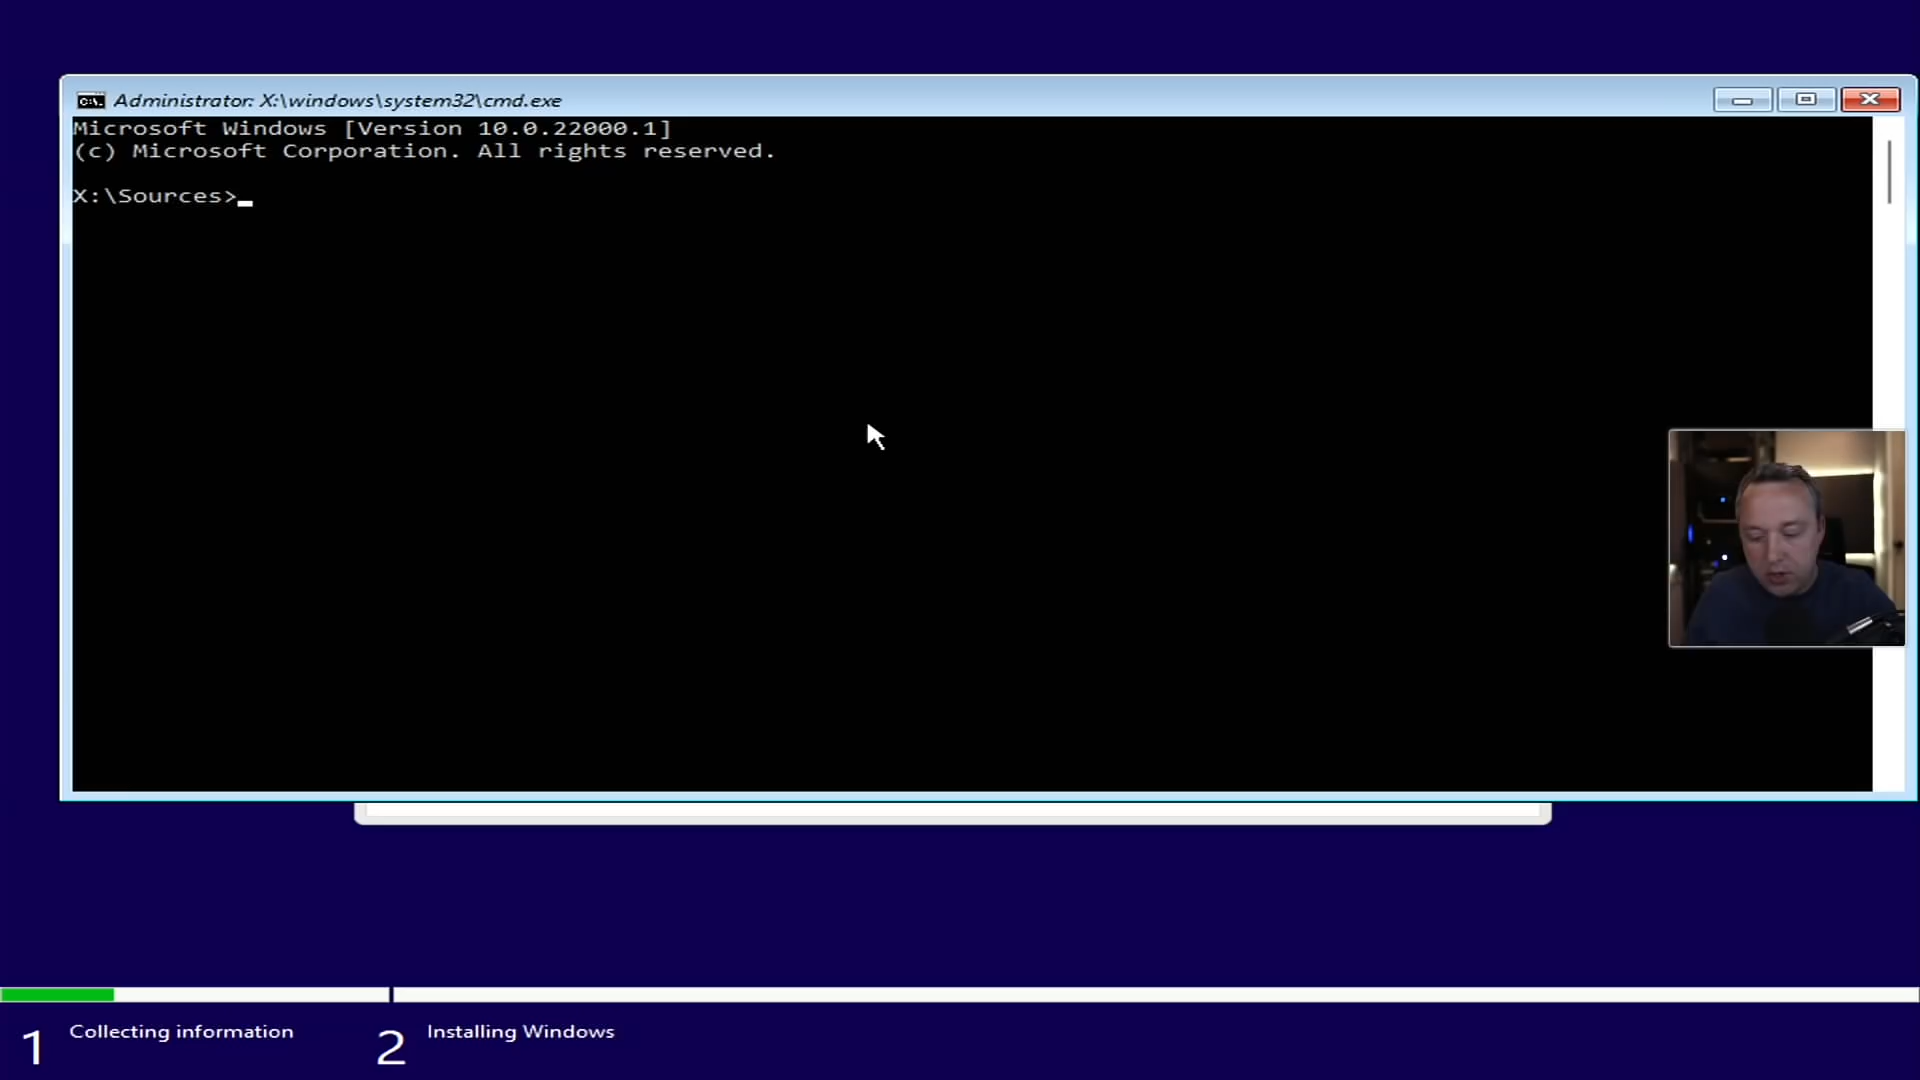 Administrator: X:\windows\system32\cmd.exe
Microsoft Windows [Version 10.0.22000.1]
(c) Microsoft Corporation. All rights reserved.
X:\Sources>
1 Collecting information
2 Installing Windows